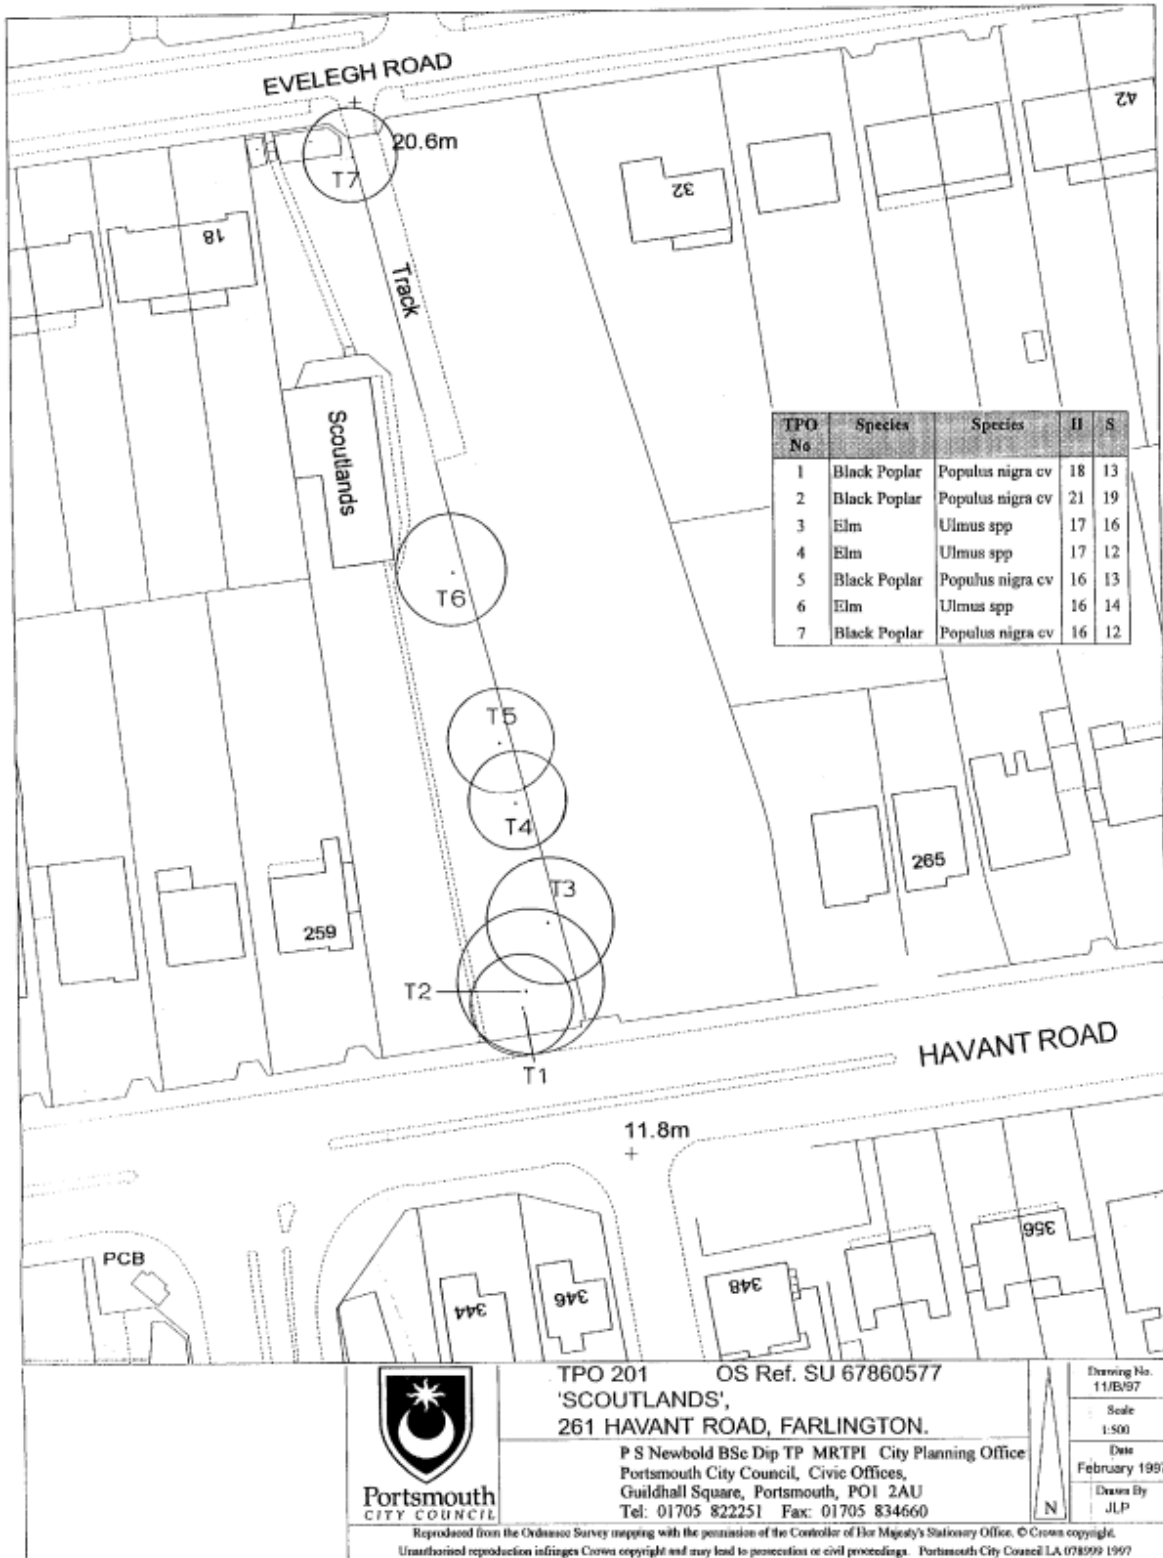 EVELEGH ROAD
20.6m
T7
42
32
18
Track
Scoutlands
TPO No Species Species H S
1 Black Poplar Populus nigra cv 18 13
2 Black Poplar Populus nigra cv 21 19
3 Elm Ulmus spp 17 16
4 Elm Ulmus spp 17 12
5 Black Poplar Populus nigra cv 16 13
6 Elm Ulmus spp 16 14
7 Black Poplar Populus nigra cv 16 12
T6
T5
T4
T3
265
259
T2
T1
HAVANT ROAD
11.8m
PCB
344
346
348
356
TPO 201 OS Ref. SU 67860577
'SCOUTLANDS',
261 HAVANT ROAD, FARLINGTON.
P S Newbold BSc Dip TP MRTPI City Planning Office
Portsmouth City Council, Civic Offices,
Guildhall Square, Portsmouth, PO1 2AU
Tel: 01705 822251 Fax: 01705 834660
Portsmouth
CITY COUNCIL
N
Drawing No.
11/B/97
Scale
1:500
Date
February 1997
Drawn By
JLP
Reproduced from the Ordnance Survey mapping with the permission of the Controller of Her Majesty's Stationery Office. © Crown copyright.
Unauthorised reproduction infringes Crown copyright and may lead to prosecution or civil proceedings. Portsmouth City Council LA 078999 1997